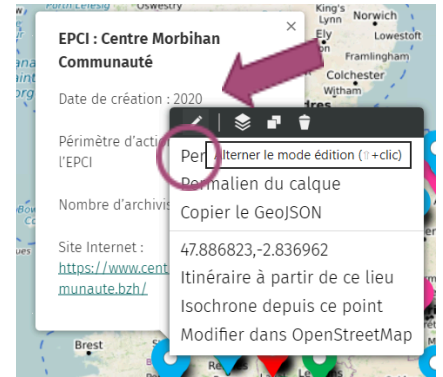 Oswestry
King's
Lynn
Norwich
Ely
Lowestoft
Framlingham
Colchester
Witham
EPCI : Centre Morbihan
Communauté
×
Date de création : 2020
Périmètre d'acti
l'EPCI
Nombre d'archivis
Site Internet :
https://www.cent
munaute.bzh/
Per
Alterner le mode édition (⇧+clic)
Permalien du calque
Copier le GeoJSON
47.886823,-2.836962
Itinéraire à partir de ce lieu
Isochrone depuis ce point
Modifier dans OpenStreetMap
Brest